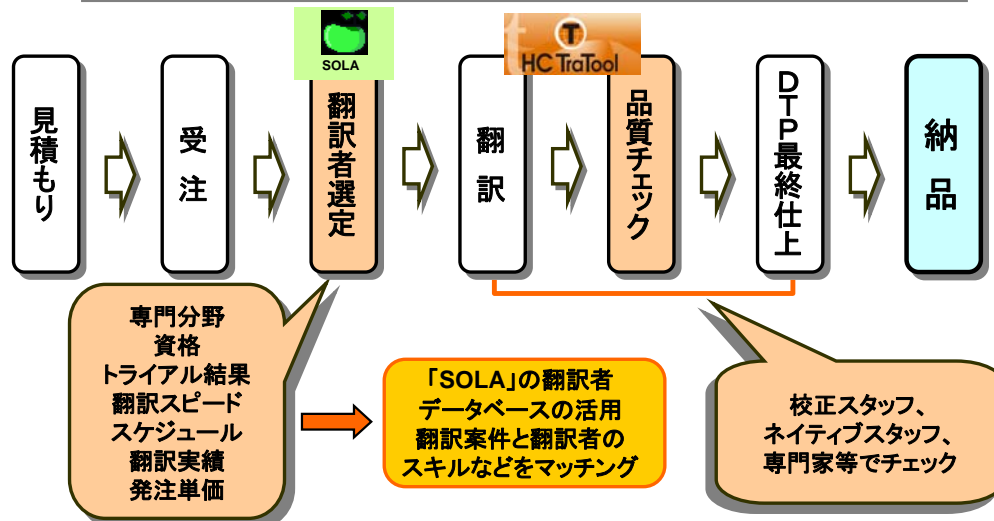 SOLA
T
HC TraTool
見積もり
受注
翻訳者選定
翻訳
品質チェック
DTP最終仕上
納品
専門分野
資格
トライアル結果
翻訳スピード
スケジュール
翻訳実績
発注単価
「SOLA」の翻訳者
データベースの活用
翻訳案件と翻訳者の
スキルなどをマッチング
校正スタッフ、
ネイティブスタッフ、
専門家等でチェック